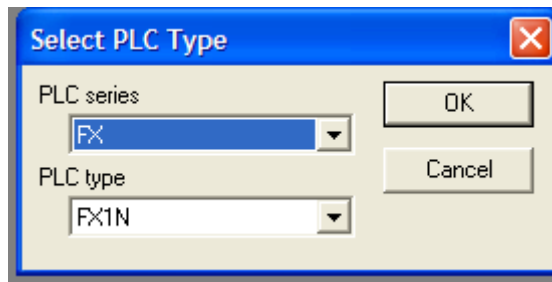 Select PLC Type
PLC series
OK
FX
PLC type
Cancel
FX1N